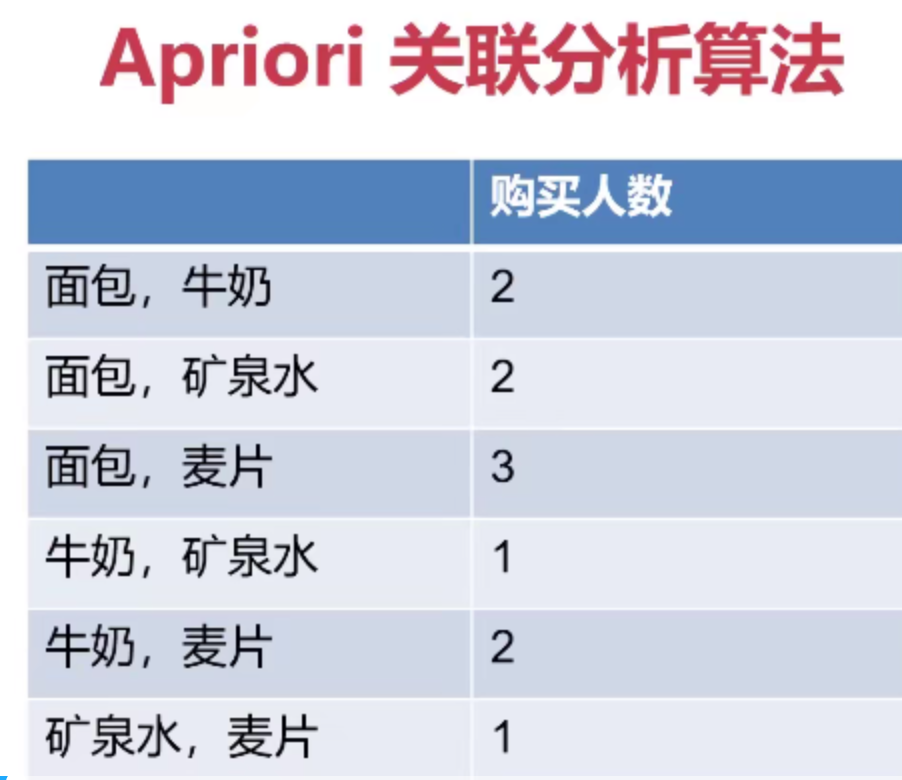 Apriori 关联分析算法
购买人数
面包，牛奶 2
面包，矿泉水 2
面包，麦片 3
牛奶，矿泉水 1
牛奶，麦片 2
矿泉水，麦片 1